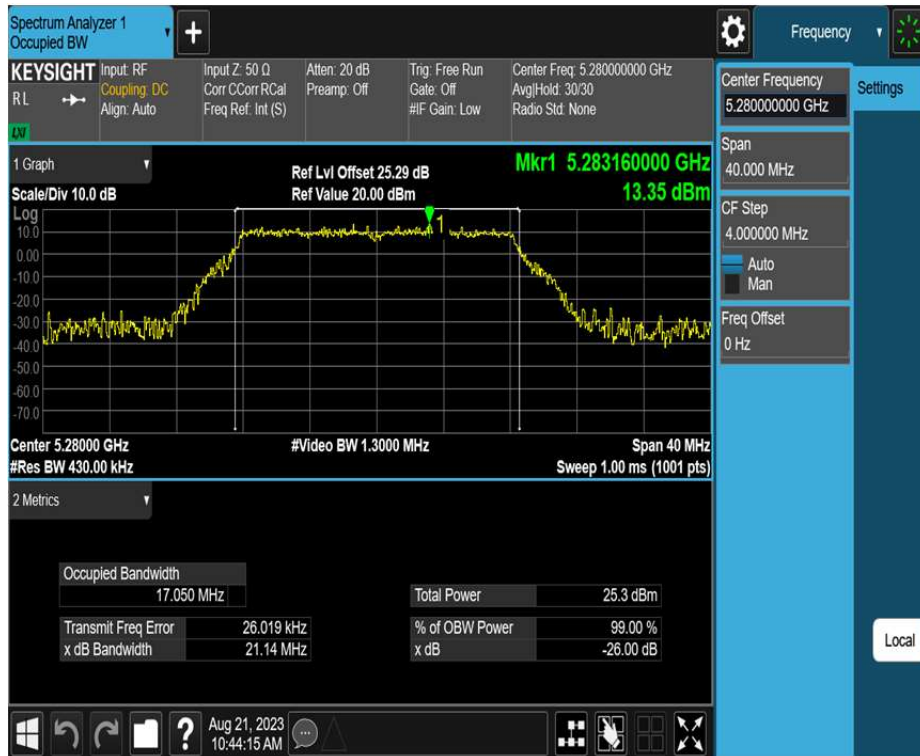 Spectrum Analyzer 1
Occupied BW
+
Frequency
KEYSIGHT
RL
LXI
Input: RF
Coupling: DC
Align: Auto
Input Z: 50 Ω
Corr CCorr RCal
Freq Ref: Int (S)
Atten: 20 dB
Preamp: Off
Trig: Free Run
Gate: Off
#IF Gain: Low
Center Freq: 5.280000000 GHz
Avg|Hold: 30/30
Radio Std: None
Center Frequency
5.280000000 GHz
Settings
Span
40.000 MHz
CF Step
4.000000 MHz
Auto
Man
Freq Offset
0 Hz
1 Graph
Scale/Div 10.0 dB
Ref Lvl Offset 25.29 dB
Ref Value 20.00 dBm
Mkr1 5.283160000 GHz
13.35 dBm
Log
10.0
0.00
-10.0
-20.0
-30.0
-40.0
-50.0
-60.0
-70.0
1
Center 5.28000 GHz
#Res BW 430.00 kHz
#Video BW 1.3000 MHz
Span 40 MHz
Sweep 1.00 ms (1001 pts)
2 Metrics
Occupied Bandwidth
17.050 MHz
Total Power 25.3 dBm
Transmit Freq Error 26.019 kHz
% of OBW Power 99.00 %
x dB Bandwidth 21.14 MHz
x dB -26.00 dB
Local
?
Aug 21, 2023
10:44:15 AM